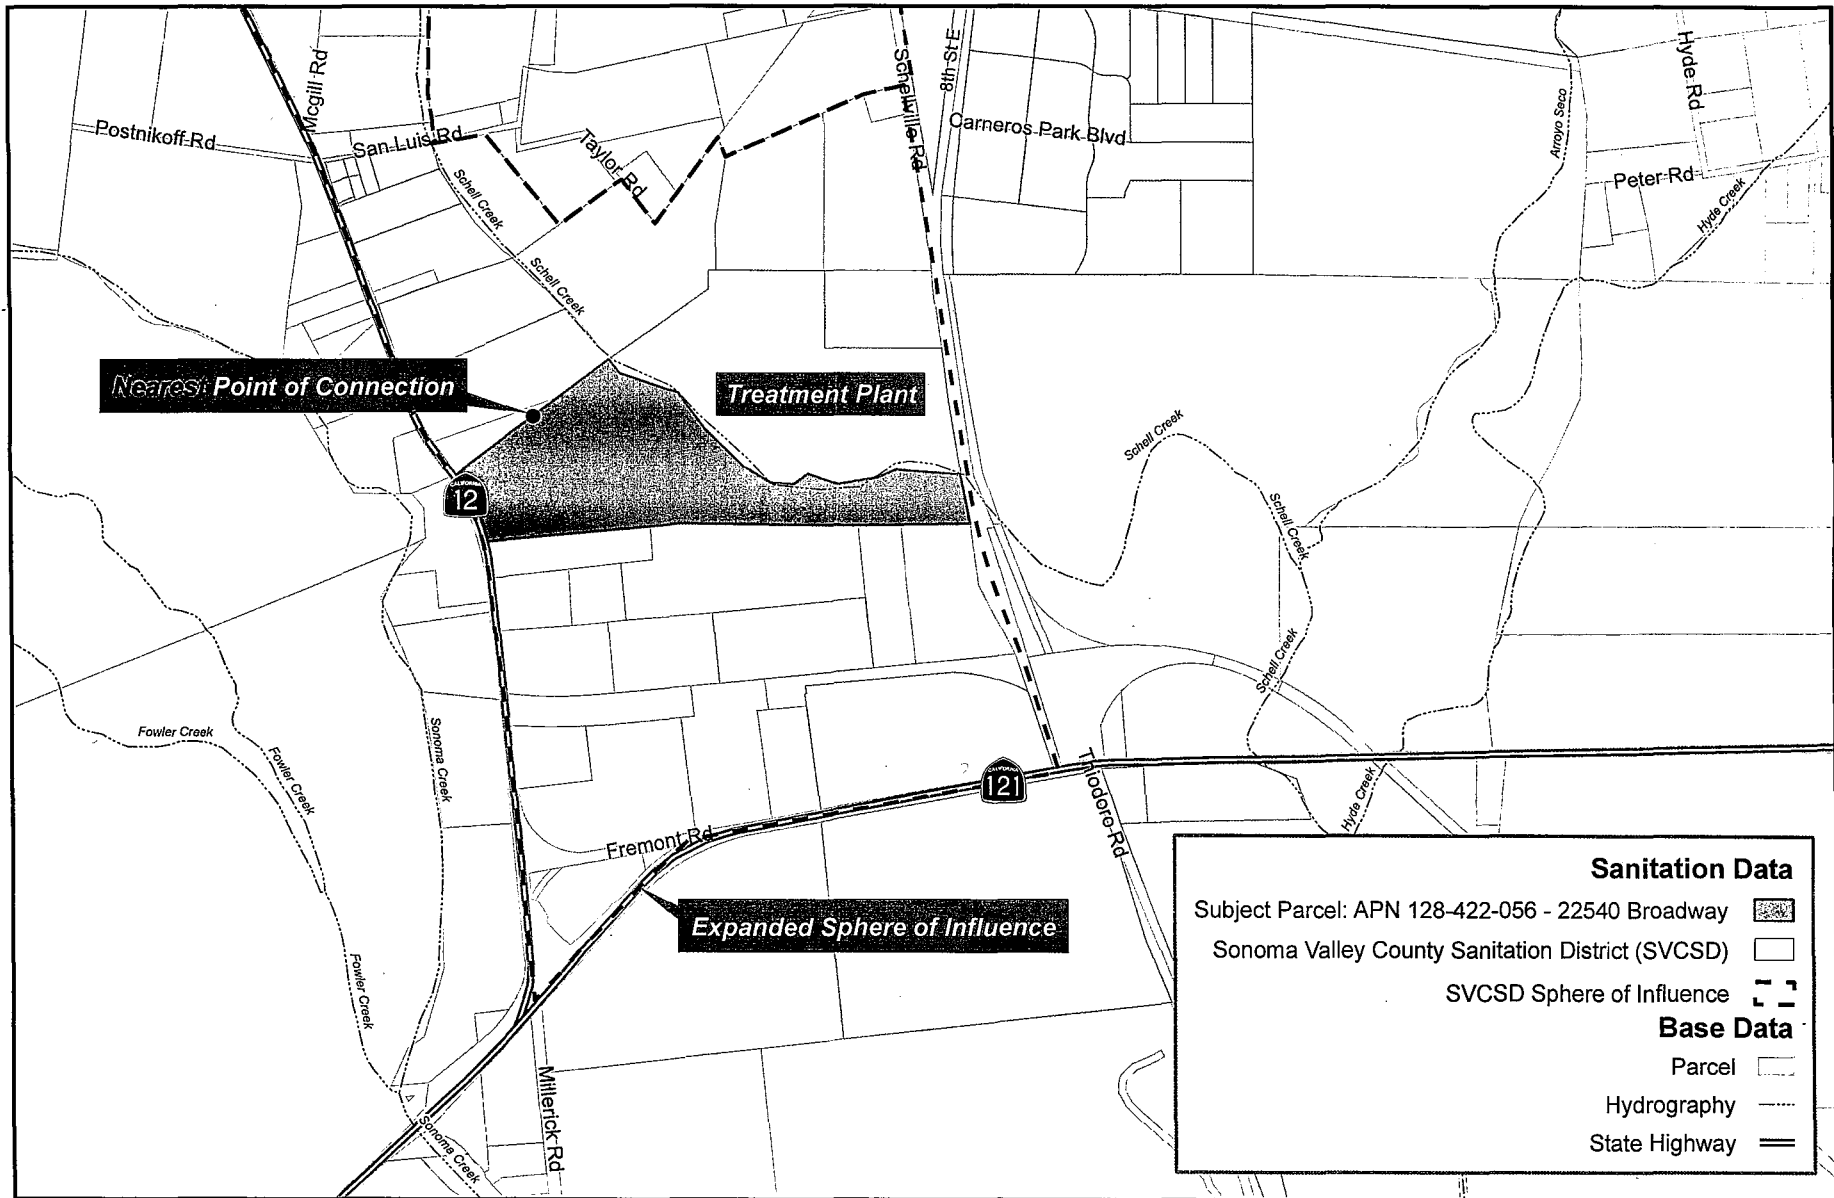 Mcgill Rd
Schellville Rd
8th St E
Hyde Rd
Postnikoff Rd
San Luis Rd
Taylor Rd
Carneros Park Blvd
Arroyo Seco
Peter Rd
Hyde Creek
Schell Creek
Schell Creek
Nearest Point of Connection
Treatment Plant
Schell Creek
CALIFORNIA
12
Schell Creek
Schell Creek
Fowler Creek
Fowler Creek
Sonoma Creek
CALIFORNIA
121
Thiodoro Rd
Hyde Creek
Fremont Rd
Expanded Sphere of Influence
Fowler Creek
Millerick Rd
Sonoma Creek
Sanitation Data
Subject Parcel: APN 128-422-056 - 22540 Broadway
Sonoma Valley County Sanitation District (SVCSD)
SVCSD Sphere of Influence
Base Data
Parcel
Hydrography
State Highway